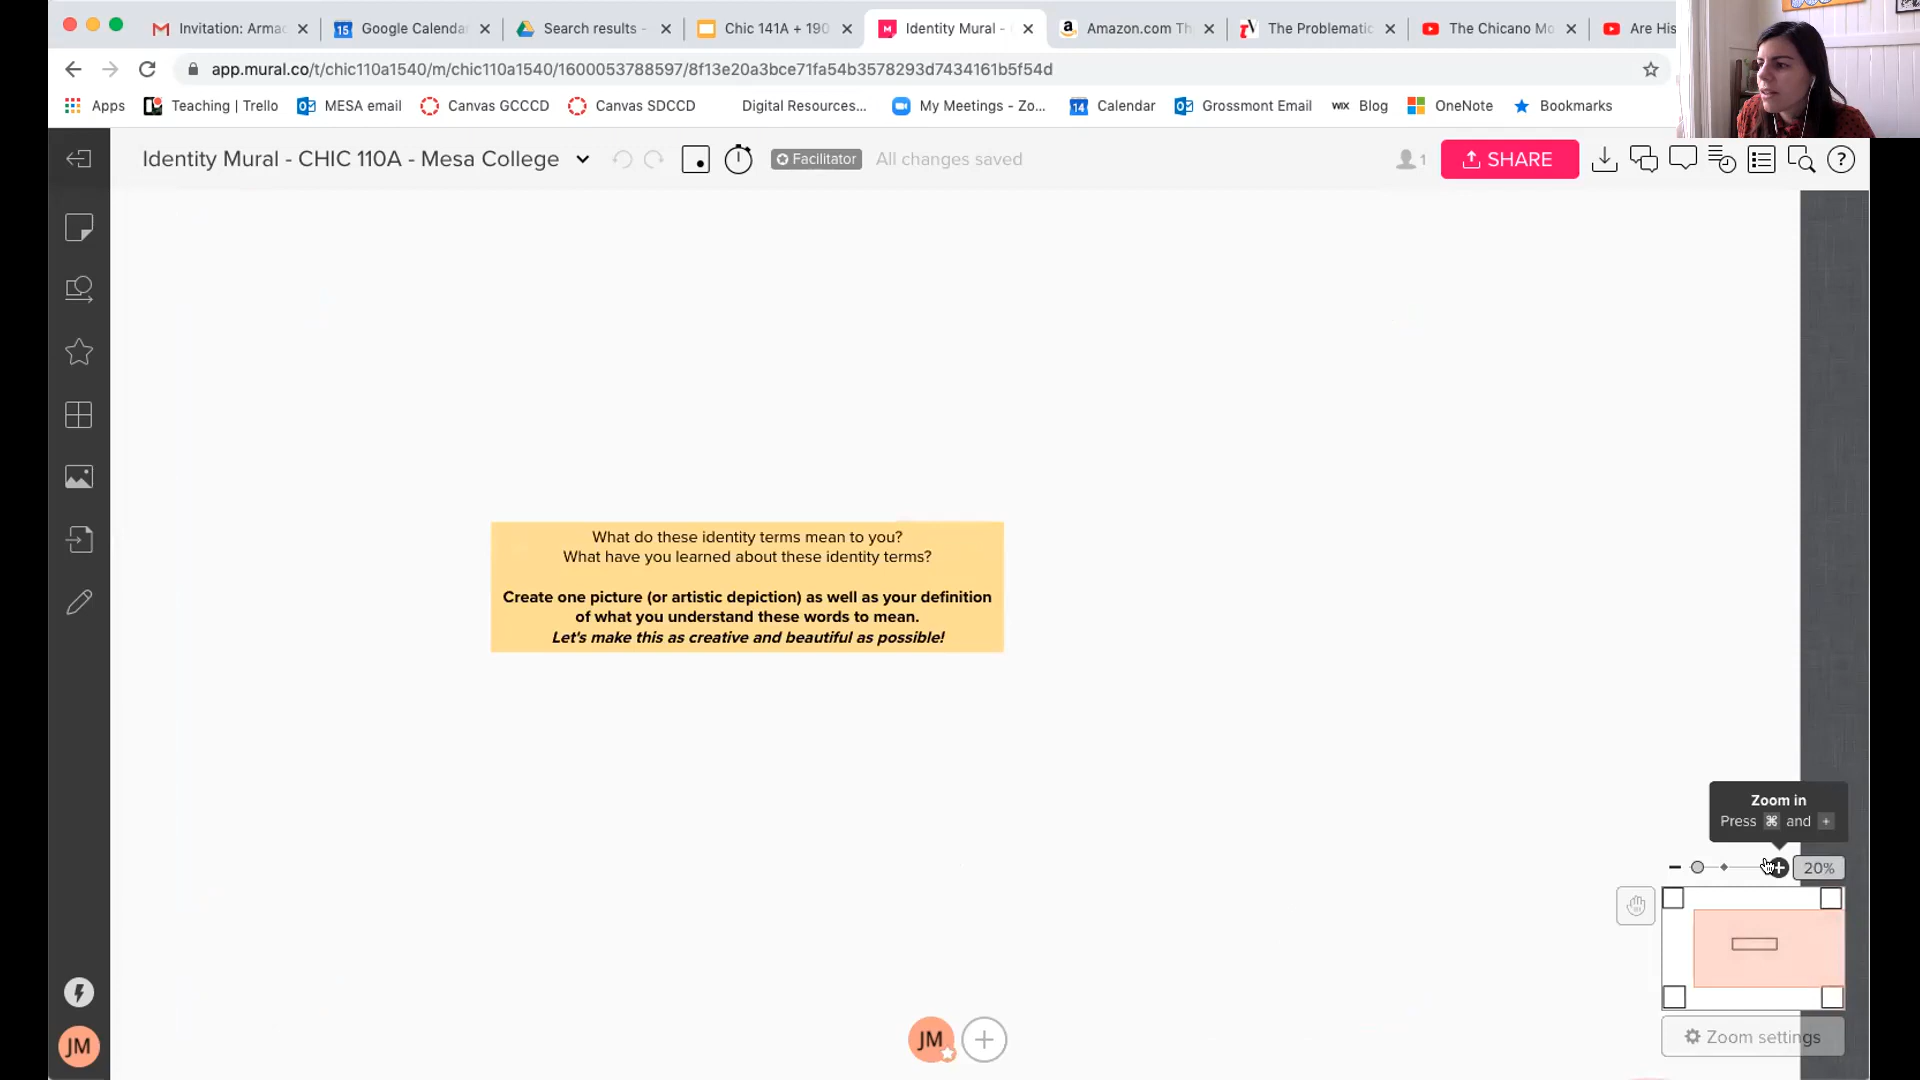 Invitation: Armac
15 Google Calenda
Search results -
Chic 141A + 190
Identity Mural -
Amazon.com Th
The Problematic
The Chicano Mo
Are His
app.mural.co/t/chic110a1540/m/chic110a1540/1600053788597/8f13e20a3bce71fa54b3578293d7434161b5f54d
Apps Teaching | Trello MESA email Canvas GCCCD Canvas SDCCD Digital Resources... My Meetings - Zo... 14 Calendar Grossmont Email WIX Blog OneNote Bookmarks
Identity Mural - CHIC 110A - Mesa College Facilitator All changes saved 1 SHARE ?
What do these identity terms mean to you?
What have you learned about these identity terms?
Create one picture (or artistic depiction) as well as your definition
of what you understand these words to mean.
Let's make this as creative and beautiful as possible!
Zoom in
Press ⌘ and +
20%
Zoom settings
JM
JM